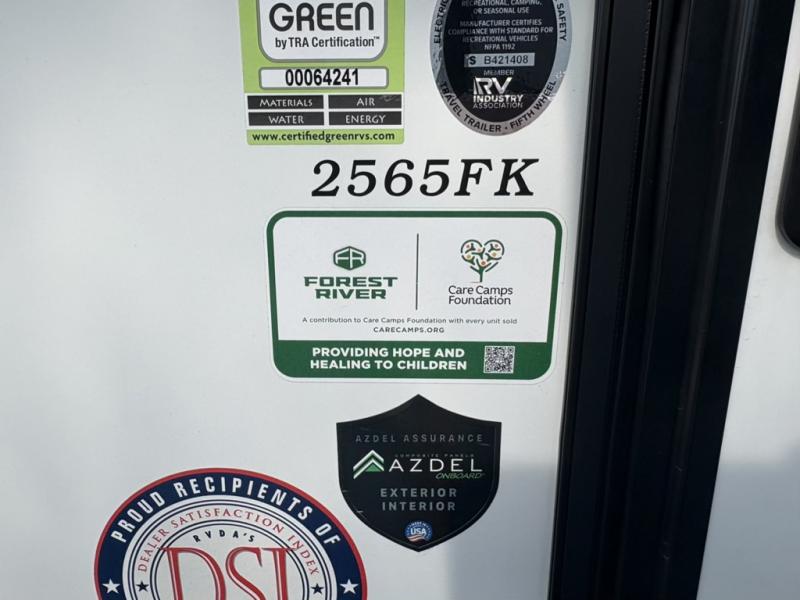 GREEN
by TRA Certification™
00064241
MATERIALS AIR
WATER ENERGY
www.certifiedgreenrvs.com
RECREATIONAL, CAMPING,
OR SEASONAL USE
MANUFACTURER CERTIFIES
COMPLIANCE WITH STANDARD FOR
RECREATIONAL VEHICLES
NFPA 1192
S B421408
MEMBER
RV
INDUSTRY
ASSOCIATION
SAFETY
TRAVEL TRAILER - FIFTH WHEEL
2565FK
FR
FOREST
RIVER
Care Camps
Foundation
A contribution to Care Camps Foundation with every unit sold
CARECAMPS.ORG
PROVIDING HOPE AND
HEALING TO CHILDREN
AZDEL ASSURANCE
COMPOSITE PANELS
AZDEL
ONBOARD
EXTERIOR
INTERIOR
USA
PROUD RECIPIENTS OF
DEALER SATISFACTION INDEX
RVDA'S
DSI